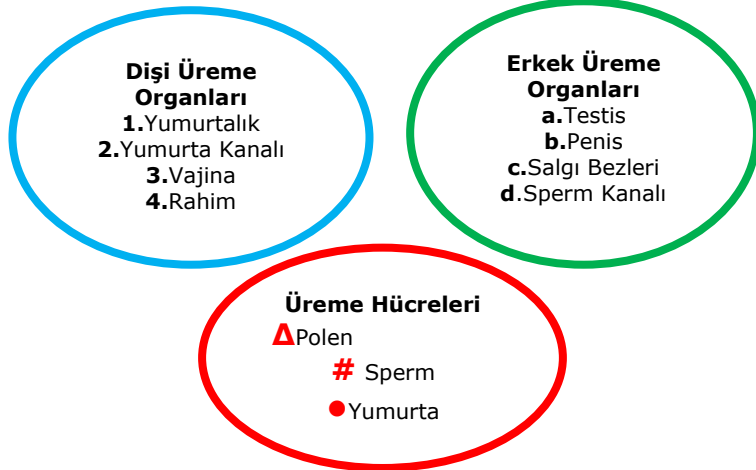 Dişi Üreme
Organları
1.Yumurtalık
2.Yumurta Kanalı
3.Vajina
4.Rahim
Erkek Üreme
Organları
a.Testis
b.Penis
c.Salgı Bezleri
d.Sperm Kanalı
Üreme Hücreleri
ΔPolen
# Sperm
●Yumurta